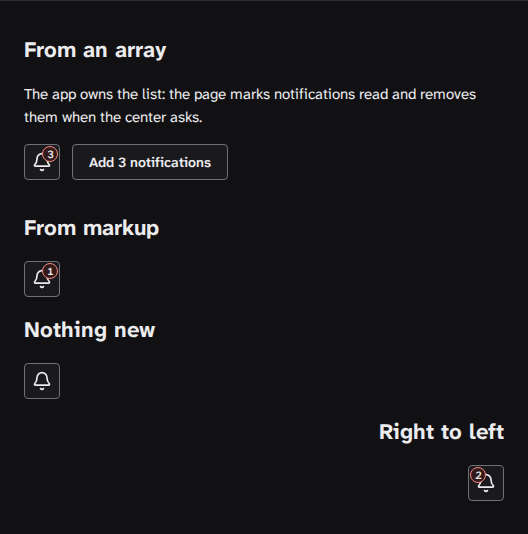 From an array
The app owns the list: the page marks notifications read and removes
them when the center asks.
3
Add 3 notifications
From markup
1
Nothing new
Right to left
2